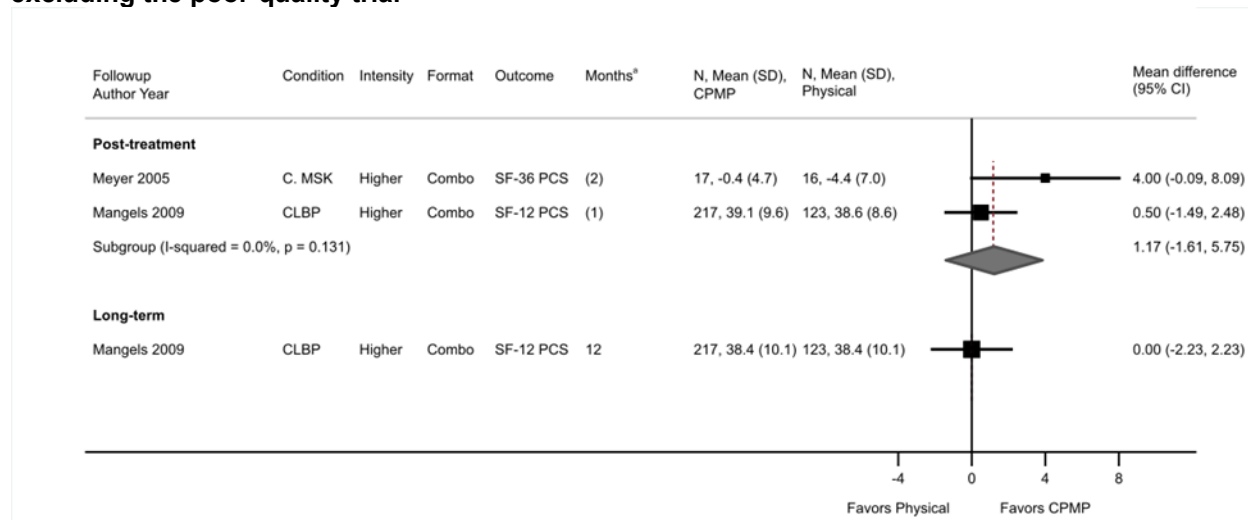 excluding the poor-quality trial
Followup Condition Intensity Format Outcome Months* N, Mean (SD), N, Mean (SD), Mean difference
Author Year CPMP Physical (95% CI)
Post-treatment
Meyer 2005 C. MSK Higher Combo SF-36 PCS (2) 17, -0.4 (4.7) 16, -4.4 (7.0) 4.00 (-0.09, 8.09)
Mangels 2009 CLBP Higher Combo SF-12 PCS (1) 217, 39.1 (9.6) 123, 38.6 (8.6) 0.50 (-1.49, 2.48)
Subgroup (I-squared = 0.0%, p = 0.131) 1.17 (-1.61, 5.75)
Long-term
Mangels 2009 CLBP Higher Combo SF-12 PCS 12 217, 38.4 (10.1) 123, 38.4 (10.1) 0.00 (-2.23, 2.23)
-4 0 4 8
Favors Physical Favors CPMP